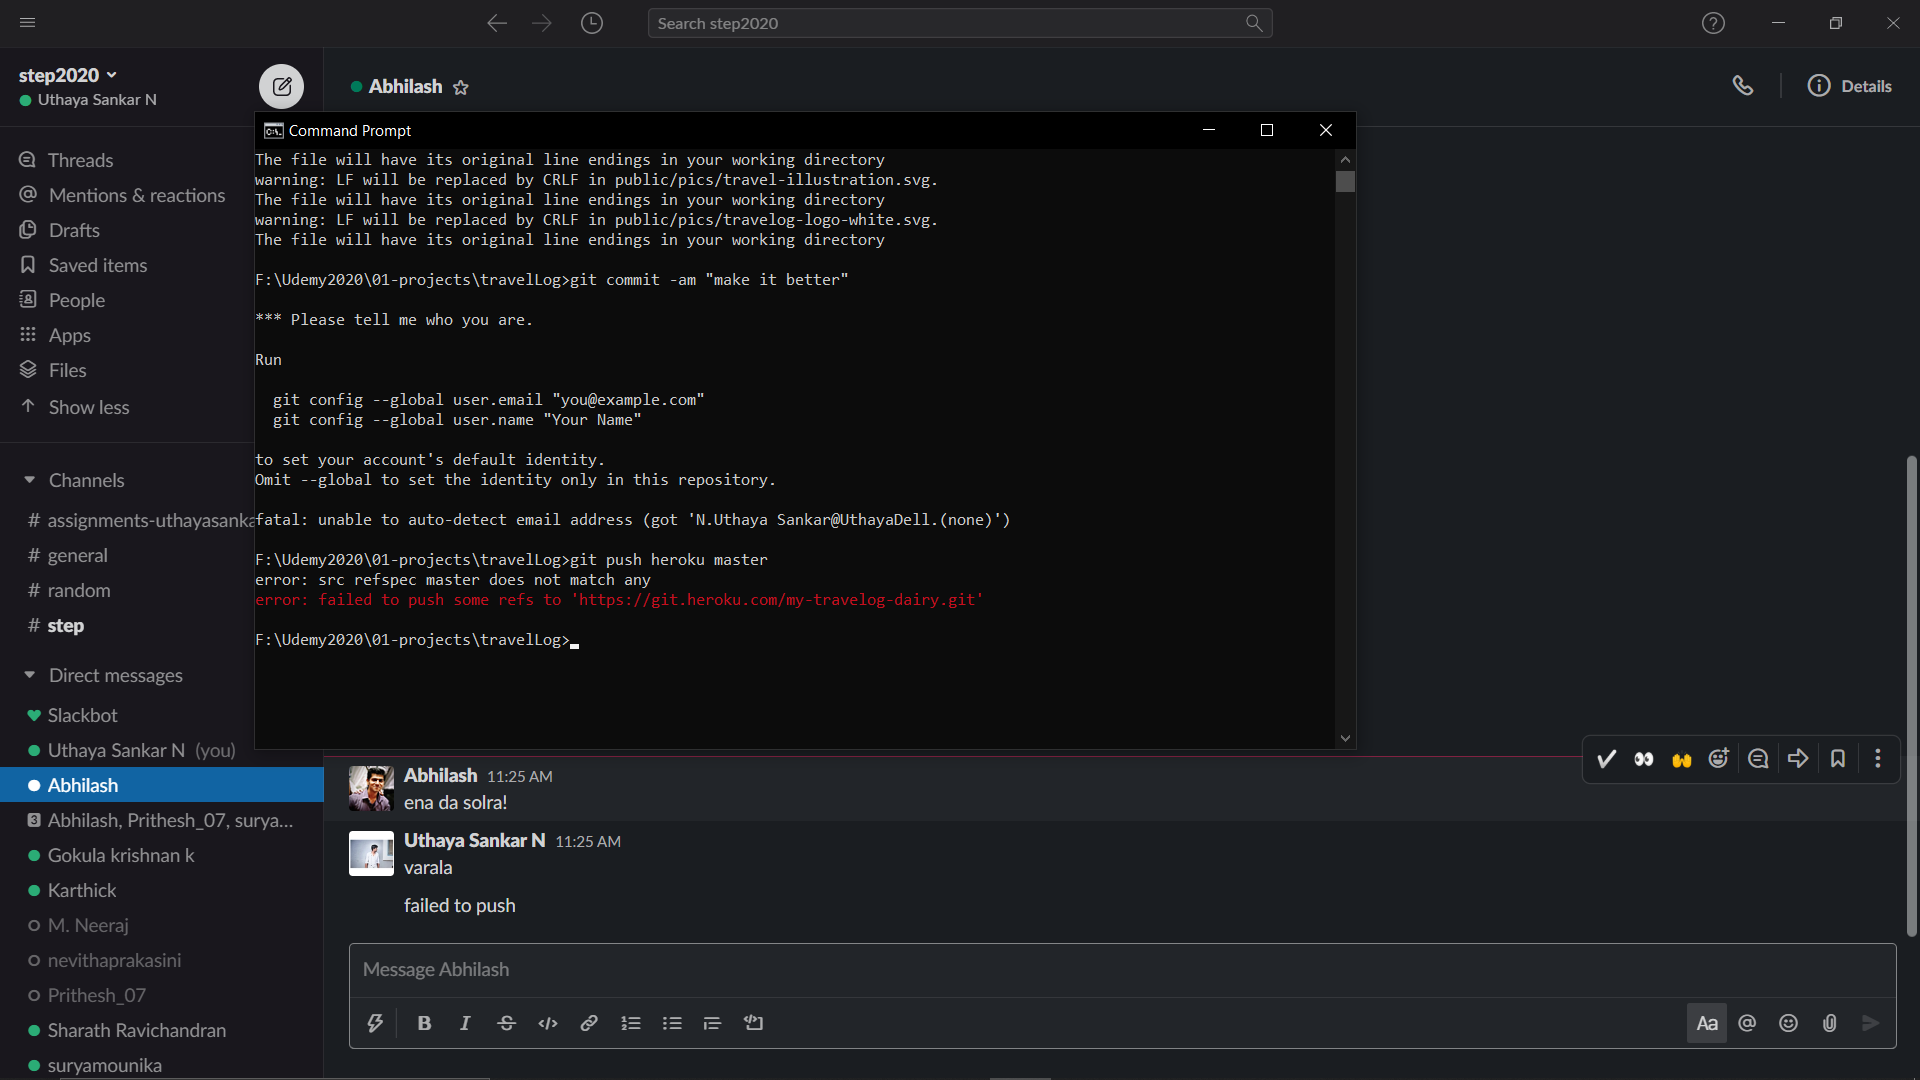 Search step2020
step2020
Uthaya Sankar N
Abhilash
Details
Threads
Mentions & reactions
Drafts
Saved items
People
Apps
Files
Show less
Channels
# assignments-uthayasanka
# general
# random
# step
Direct messages
Slackbot
Uthaya Sankar N (you)
Abhilash
3 Abhilash, Prithesh_07, surya...
Gokula krishnan k
Karthick
M. Neeraj
nevithaprakasini
Prithesh_07
Sharath Ravichandran
suryamounika
C:\. Command Prompt
The file will have its original line endings in your working directory
warning: LF will be replaced by CRLF in public/pics/travel-illustration.svg.
The file will have its original line endings in your working directory
warning: LF will be replaced by CRLF in public/pics/travelog-logo-white.svg.
The file will have its original line endings in your working directory
F:\Udemy2020\01-projects\travelLog>git commit -am "make it better"
*** Please tell me who you are.
Run
git config --global user.email "you@example.com"
git config --global user.name "Your Name"
to set your account's default identity.
Omit --global to set the identity only in this repository.
fatal: unable to auto-detect email address (got 'N.Uthaya Sankar@UthayaDell.(none)')
F:\Udemy2020\01-projects\travelLog>git push heroku master
error: src refspec master does not match any
error: failed to push some refs to 'https://git.heroku.com/my-travelog-dairy.git'
F:\Udemy2020\01-projects\travelLog>
Abhilash 11:25 AM
ena da solra!
Uthaya Sankar N 11:25 AM
varala
failed to push
Message Abhilash
B I S </> Aa @